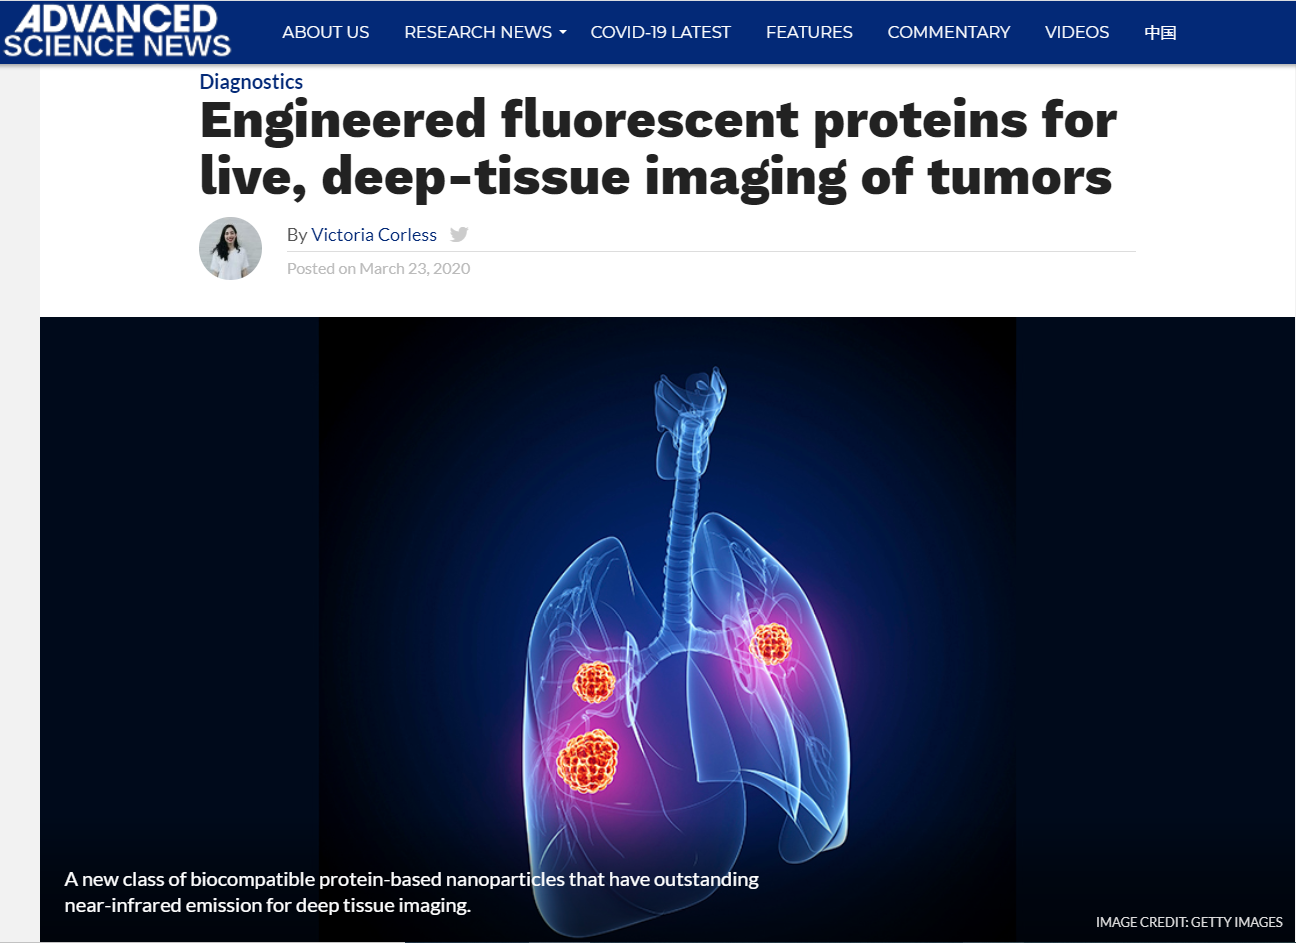 ADVANCED
SCIENCE NEWS
ABOUT US RESEARCH NEWS COVID-19 LATEST FEATURES COMMENTARY VIDEOS 中国
Diagnostics
Engineered fluorescent proteins for
live, deep-tissue imaging of tumors
By Victoria Corless
Posted on March 23, 2020
A new class of biocompatible protein-based nanoparticles that have outstanding
near-infrared emission for deep tissue imaging.
IMAGE CREDIT: GETTY IMAGES